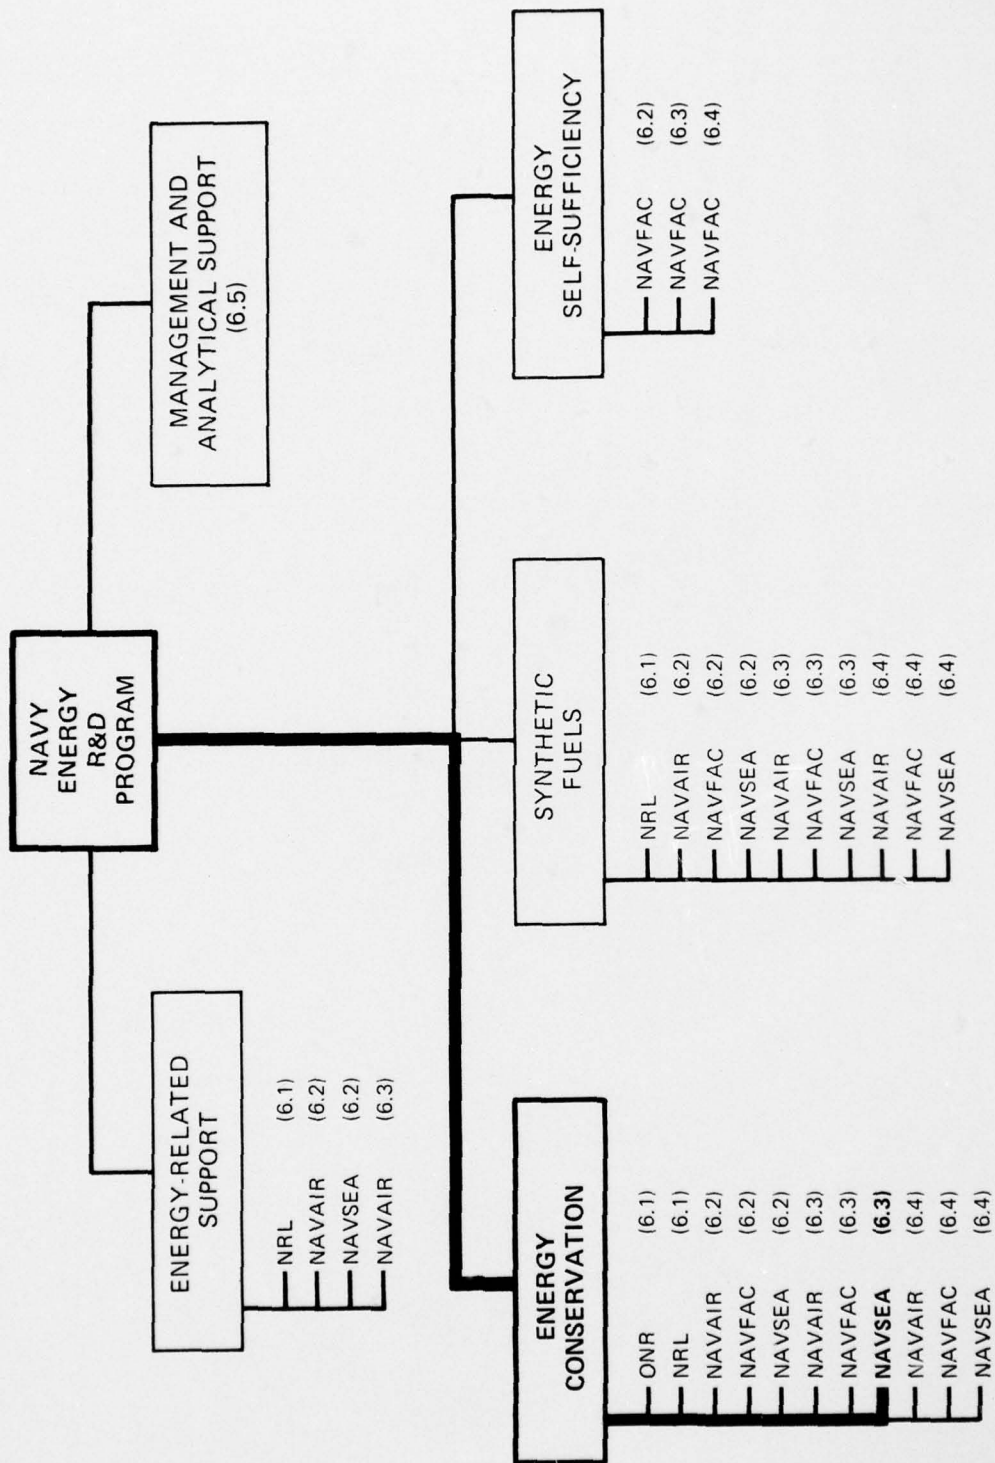 NAVY
ENERGY
R&D
PROGRAM
ENERGY-RELATED
SUPPORT
NRL (6.1)
NAVAIR (6.2)
NAVSEA (6.2)
NAVAIR (6.3)
MANAGEMENT AND
ANALYTICAL SUPPORT
(6.5)
ENERGY
CONSERVATION
ONR (6.1)
NRL (6.1)
NAVAIR (6.2)
NAVFAC (6.2)
NAVSEA (6.2)
NAVAIR (6.3)
NAVFAC (6.3)
NAVSEA (6.3)
NAVAIR (6.4)
NAVFAC (6.4)
NAVSEA (6.4)
SYNTHETIC
FUELS
NRL (6.1)
NAVAIR (6.2)
NAVFAC (6.2)
NAVSEA (6.2)
NAVAIR (6.3)
NAVFAC (6.3)
NAVSEA (6.3)
NAVAIR (6.4)
NAVFAC (6.4)
NAVSEA (6.4)
ENERGY
SELF-SUFFICIENCY
NAVFAC (6.2)
NAVFAC (6.3)
NAVFAC (6.4)